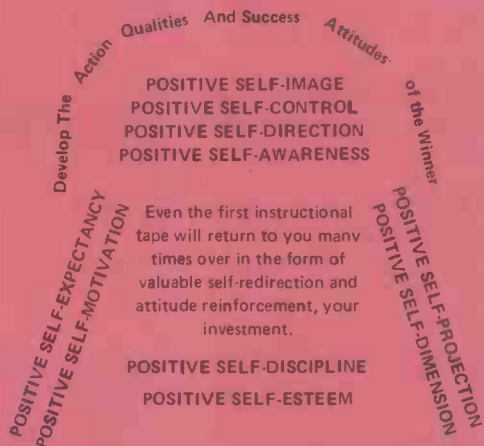 Develop The Action Qualities And Success Attitudes of the Winner
POSITIVE SELF-IMAGE
POSITIVE SELF-CONTROL
POSITIVE SELF-DIRECTION
POSITIVE SELF-AWARENESS
POSITIVE SELF-EXPECTANCY
POSITIVE SELF-MOTIVATION
Even the first instructional
tape will return to you many
times over in the form of
valuable self-redirection and
attitude reinforcement, your
investment.
POSITIVE SELF-DISCIPLINE
POSITIVE SELF-ESTEEM
POSITIVE SELF-PROJECTION
POSITIVE SELF-DIMENSION